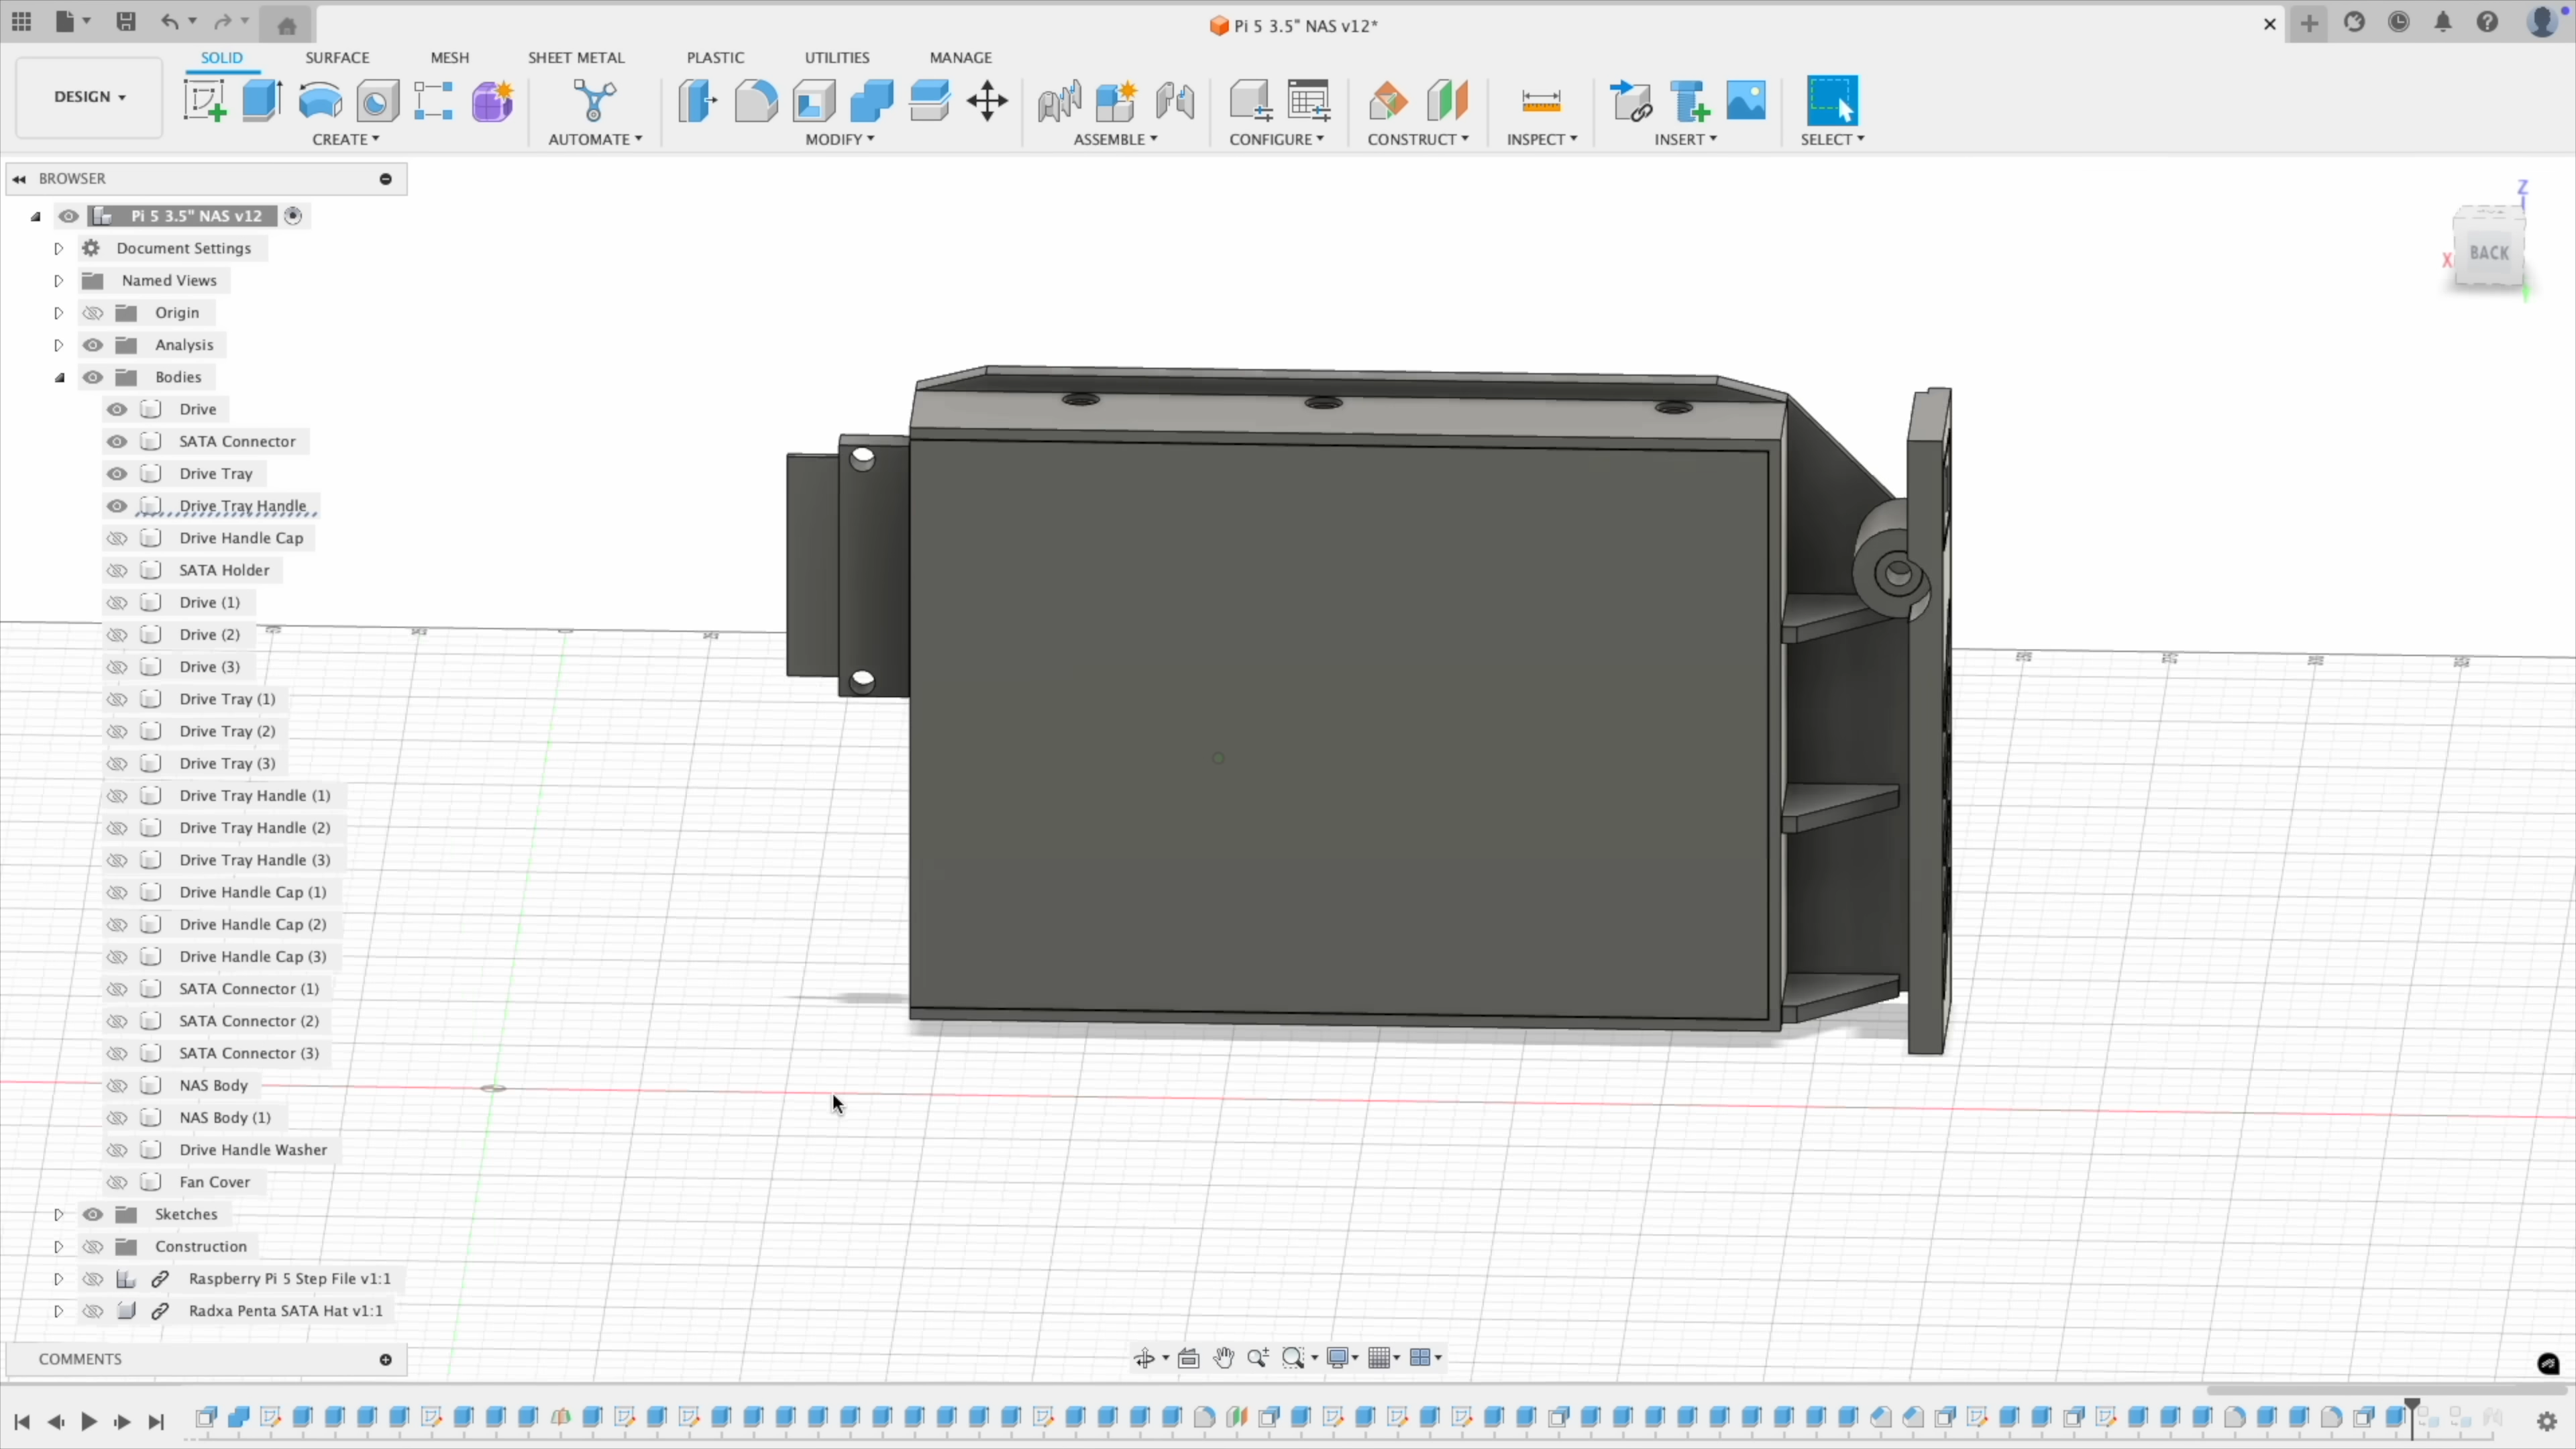 Pi 5 3.5" NAS v12*
SOLID SURFACE MESH SHEET METAL PLASTIC UTILITIES MANAGE
DESIGN
CREATE AUTOMATE MODIFY ASSEMBLE CONFIGURE CONSTRUCT INSPECT INSERT SELECT
BROWSER
Pi 5 3.5" NAS v12
Document Settings
Named Views
Origin
Analysis
Bodies
Drive
SATA Connector
Drive Tray
Drive Tray Handle
Drive Handle Cap
SATA Holder
Drive (1)
Drive (2)
Drive (3)
Drive Tray (1)
Drive Tray (2)
Drive Tray (3)
Drive Tray Handle (1)
Drive Tray Handle (2)
Drive Tray Handle (3)
Drive Handle Cap (1)
Drive Handle Cap (2)
Drive Handle Cap (3)
SATA Connector (1)
SATA Connector (2)
SATA Connector (3)
NAS Body
NAS Body (1)
Drive Handle Washer
Fan Cover
Sketches
Construction
Raspberry Pi 5 Step File v1:1
Radxa Penta SATA Hat v1:1
COMMENTS
Z
X
BACK